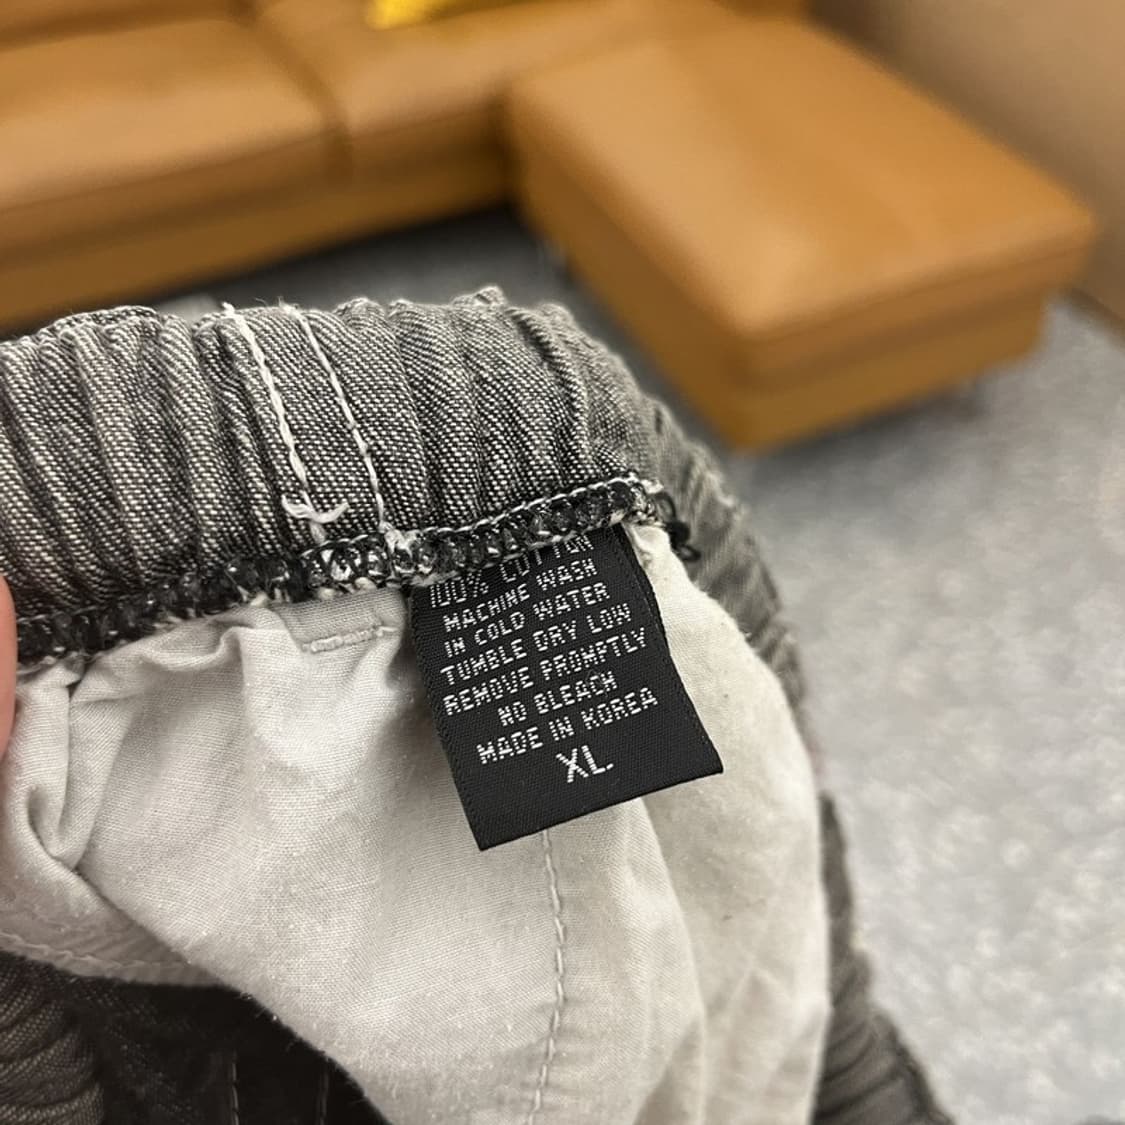 100% COTTON
MACHINE WASH
IN COLD WATER
TUMBLE DRY LOW
REMOVE PROMPTLY
NO BLEACH
MADE IN KOREA
XL.